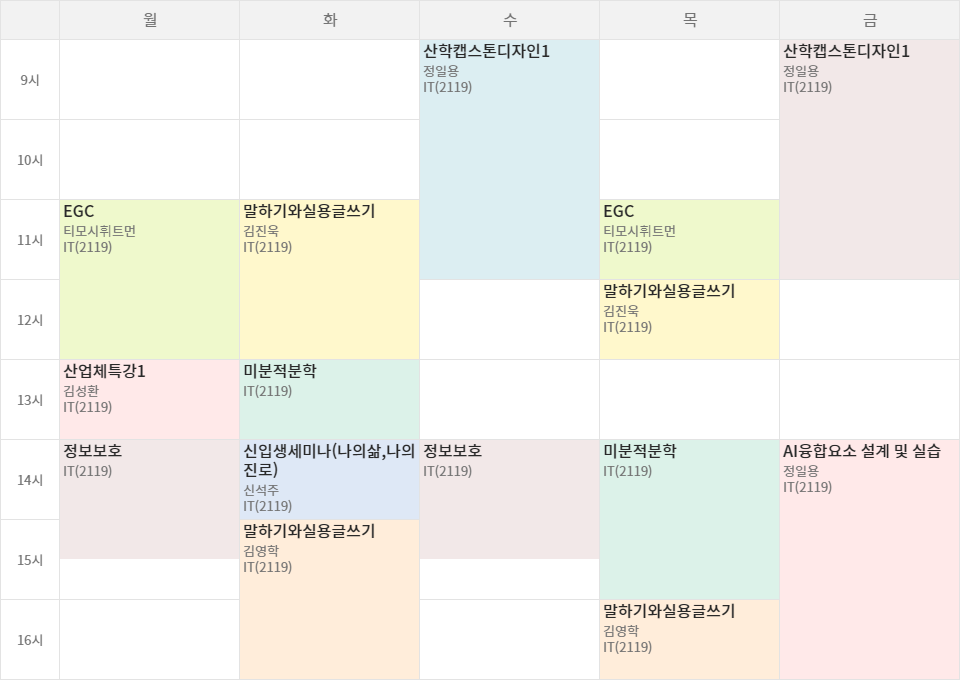 월 화 수 목 금
9시
산학캡스톤디자인1
정일용
IT(2119)
산학캡스톤디자인1
정일용
IT(2119)
10시
11시
EGC
티모시휘트먼
IT(2119)
말하기와실용글쓰기
김진욱
IT(2119)
EGC
티모시휘트먼
IT(2119)
12시
말하기와실용글쓰기
김진욱
IT(2119)
13시
산업체특강1
김성환
IT(2119)
미분적분학
IT(2119)
14시
정보보호
IT(2119)
신입생세미나(나의삶,나의
진로)
신석주
IT(2119)
정보보호
IT(2119)
미분적분학
IT(2119)
AI융합요소 설계 및 실습
정일용
IT(2119)
15시
말하기와실용글쓰기
김영학
IT(2119)
16시
말하기와실용글쓰기
김영학
IT(2119)